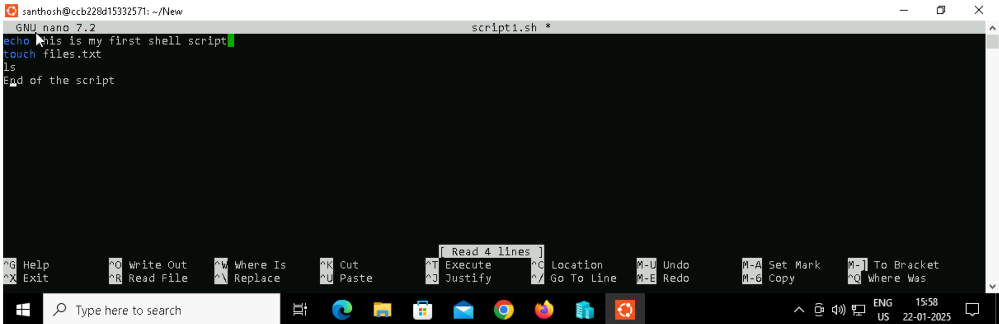 santhosh@ccb228d15332571: ~/New
GNU nano 7.2 script1.sh *
echo This is my first shell script
touch files.txt
ls
End of the script
[ Read 4 lines ]
^G Help ^O Write Out ^W Where Is ^K Cut ^T Execute ^C Location M-U Undo M-A Set Mark M-] To Bracket
^X Exit ^R Read File ^\ Replace ^U Paste ^J Justify ^/ Go To Line M-E Redo M-6 Copy ^Q Where Was
Type here to search
ENG 15:58
US 22-01-2025